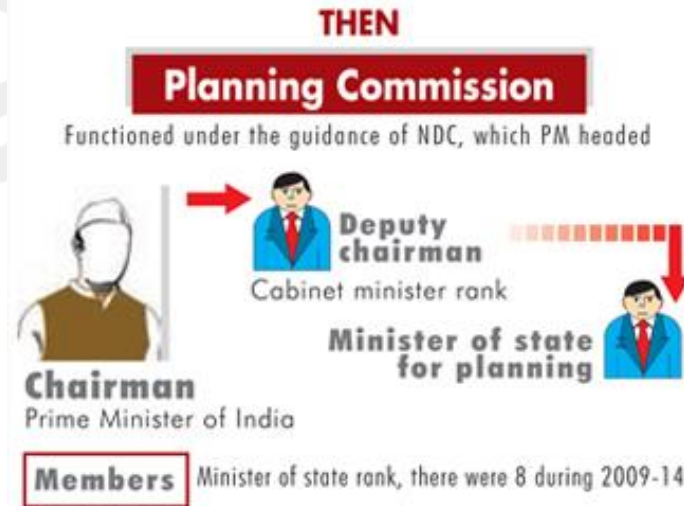 THEN
Planning Commission
Functioned under the guidance of NDC, which PM headed
Deputy
chairman
Cabinet minister rank
Minister of state
for planning
Chairman
Prime Minister of India
Members Minister of state rank, there were 8 during 2009-14